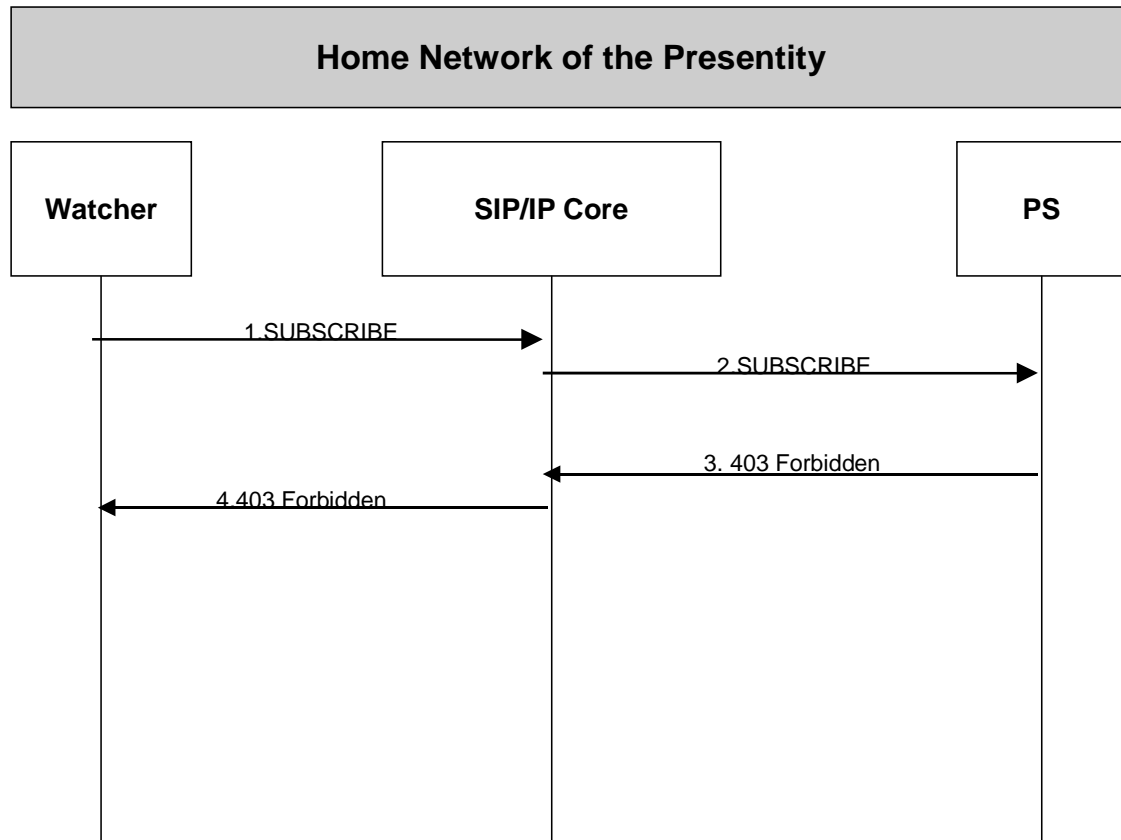 Home Network of the Presentity
Watcher
SIP/IP Core
PS
1.SUBSCRIBE
2.SUBSCRIBE
3. 403 Forbidden
4.403 Forbidden